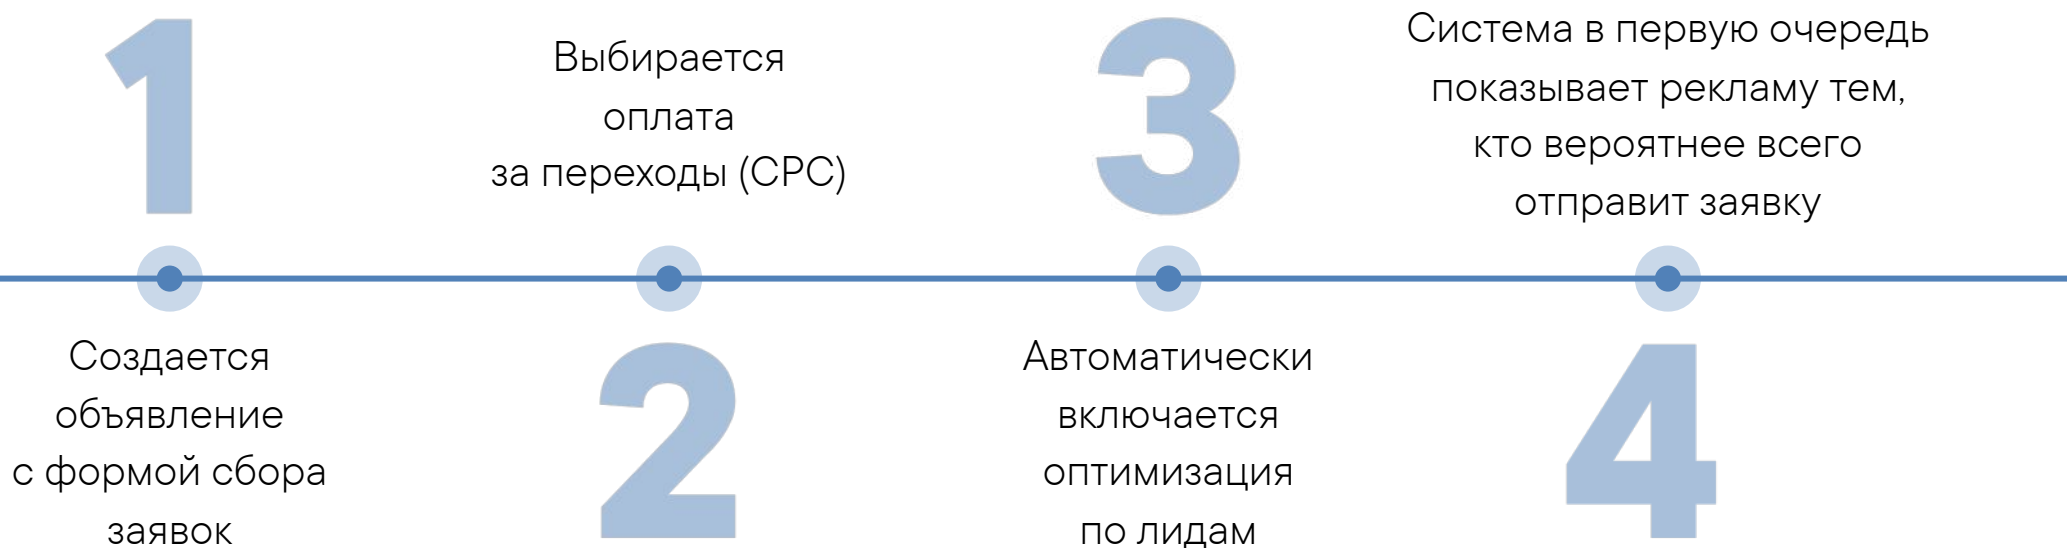 1
Создается
объявление
с формой сбора
заявок
Выбирается
оплата
за переходы (CPC)
2
3
Автоматически
включается
оптимизация
по лидам
Система в первую очередь
показывает рекламу тем,
кто вероятнее всего
отправит заявку
4